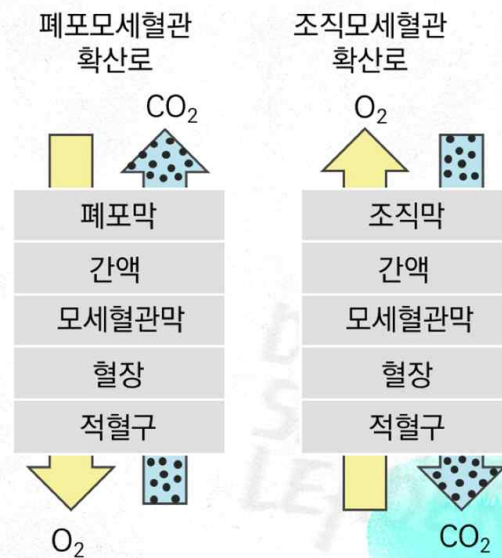 폐포모세혈관
확산로
CO₂
폐포막
간액
모세혈관막
혈장
적혈구
O₂
조직모세혈관
확산로
O₂
조직막
간액
모세혈관막
혈장
적혈구
CO₂